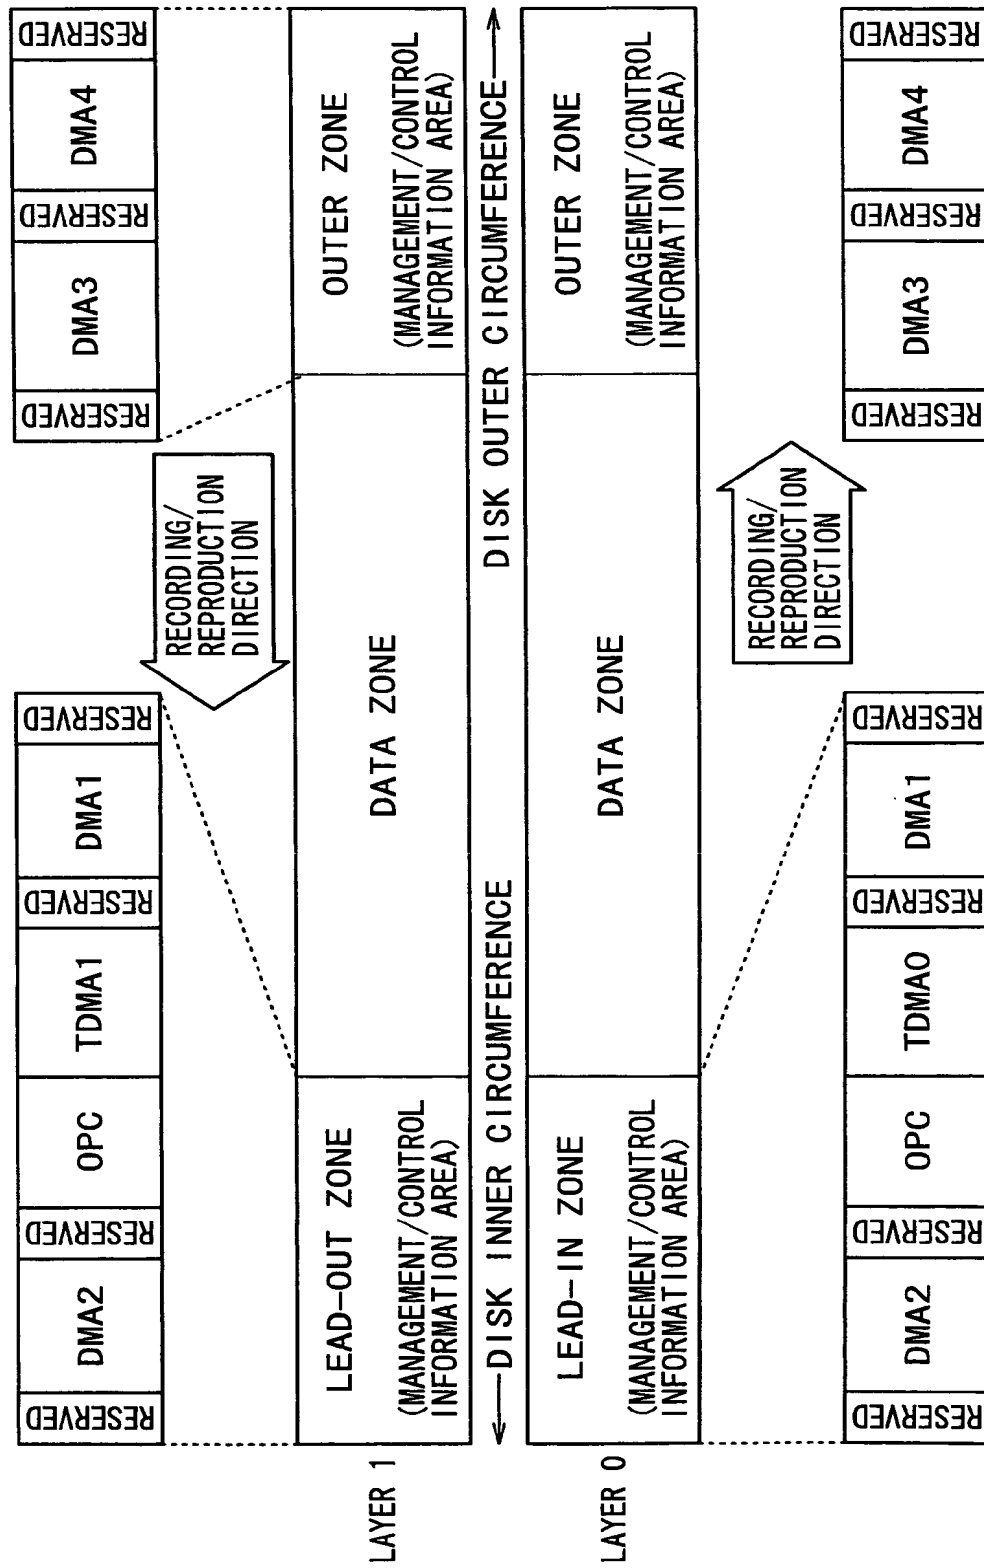 RESERVED
DMA2
RESERVED
OPC
TDMA1
RESERVED
DMA1
RESERVED
RESERVED
DMA3
RESERVED
DMA4
RESERVED
RECORDING/
REPRODUCTION
DIRECTION
LAYER 1
LEAD-OUT ZONE
(MANAGEMENT/CONTROL
INFORMATION AREA)
DATA ZONE
OUTER ZONE
(MANAGEMENT/CONTROL
INFORMATION AREA)
DISK INNER CIRCUMFERENCE
DISK OUTER CIRCUMFERENCE
LAYER 0
LEAD-IN ZONE
(MANAGEMENT/CONTROL
INFORMATION AREA)
DATA ZONE
OUTER ZONE
(MANAGEMENT/CONTROL
INFORMATION AREA)
RECORDING/
REPRODUCTION
DIRECTION
RESERVED
DMA2
RESERVED
OPC
TDMA0
RESERVED
DMA1
RESERVED
RESERVED
DMA3
RESERVED
DMA4
RESERVED